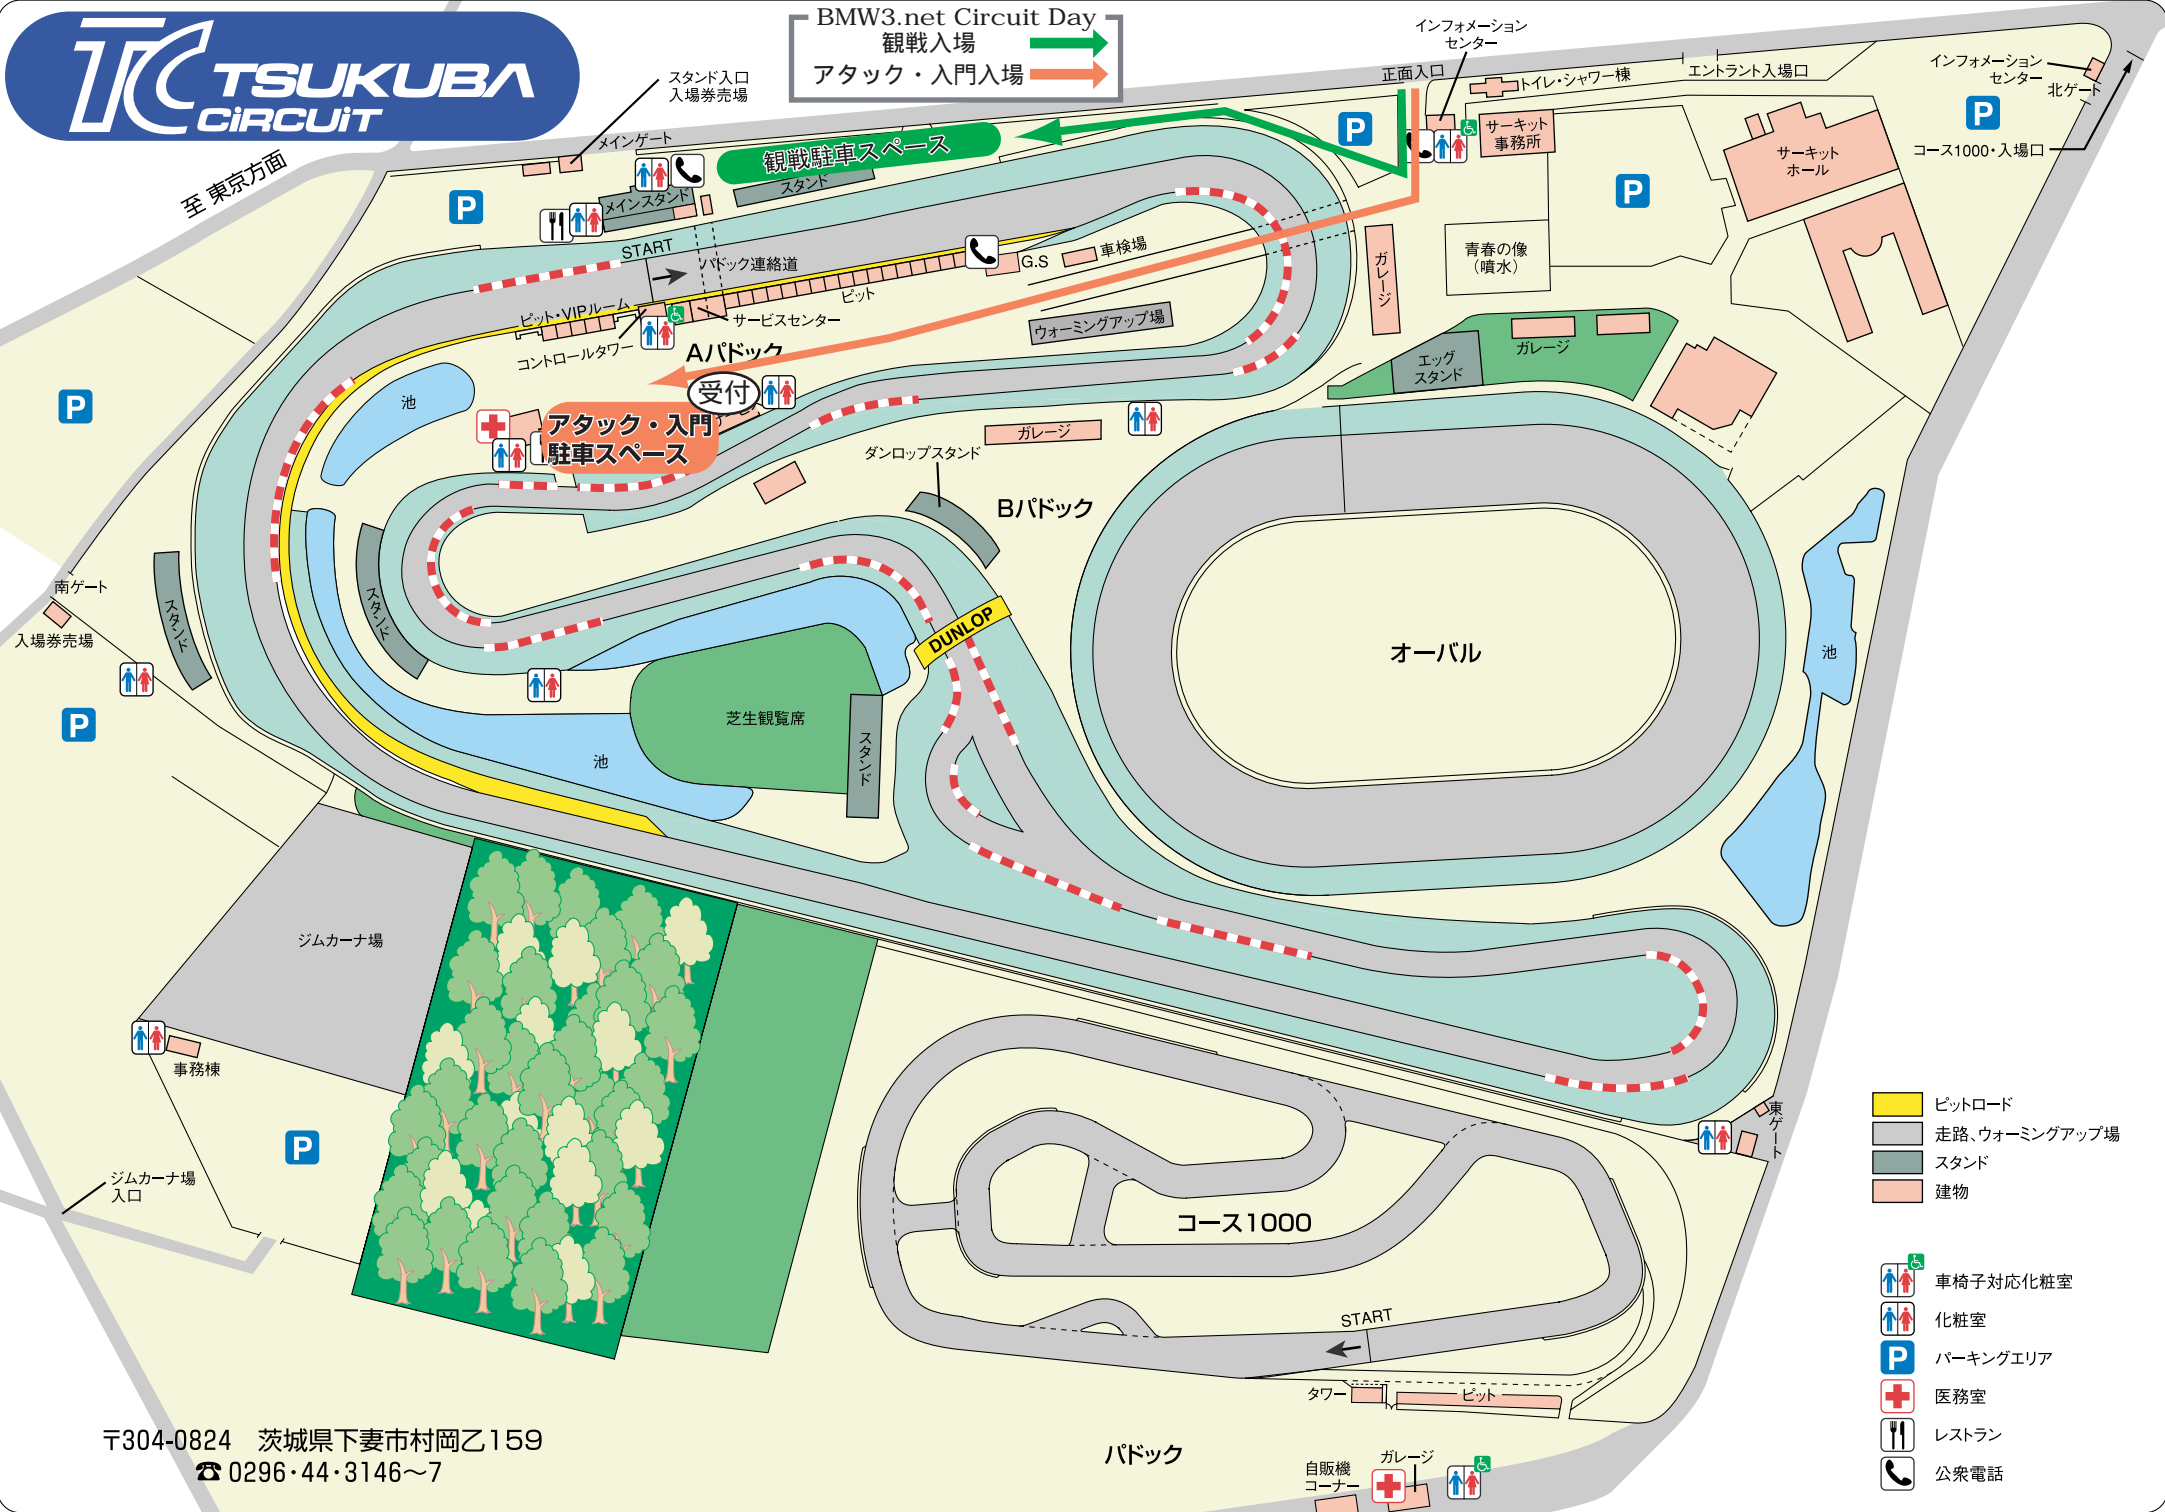 TC TSUKUBA
CiRCUiT
BMW3.net Circuit Day
観戦入場
アタック・入門入場
スタンド入口
入場券売場
メインゲート
至 東京方面
観戦駐車スペース
スタンド
メインスタンド
START
パドック連絡道
ピット・VIPルーム
コントロールタワー
サービスセンター
ピット
G.S
車検場
ウォーミングアップ場
Aパドック
受付
アタック・入門
駐車スペース
正面入口
インフォメーション
センター
トイレ・シャワー棟
エントラント入場口
サーキット
事務所
サーキット
ホール
インフォメーション
センター
北ゲート
コース1000・入場口
P
P
P
P
P
P
P
青春の像
(噴水)
ガレージ
エッグ
スタンド
ガレージ
ガレージ
ダンロップスタンド
Bパドック
池
スタンド
スタンド
南ゲート
入場券売場
DUNLOP
オーバル
池
芝生観覧席
スタンド
池
ジムカーナ場
事務棟
ジムカーナ場
入口
コース1000
START
東ゲート
タワー
ピット
パドック
自販機
コーナー
ガレージ
ピットロード
走路、ウォーミングアップ場
スタンド
建物
車椅子対応化粧室
化粧室
P パーキングエリア
医務室
レストラン
公衆電話
〒304-0824 茨城県下妻市村岡乙159
☎ 0296・44・3146〜7